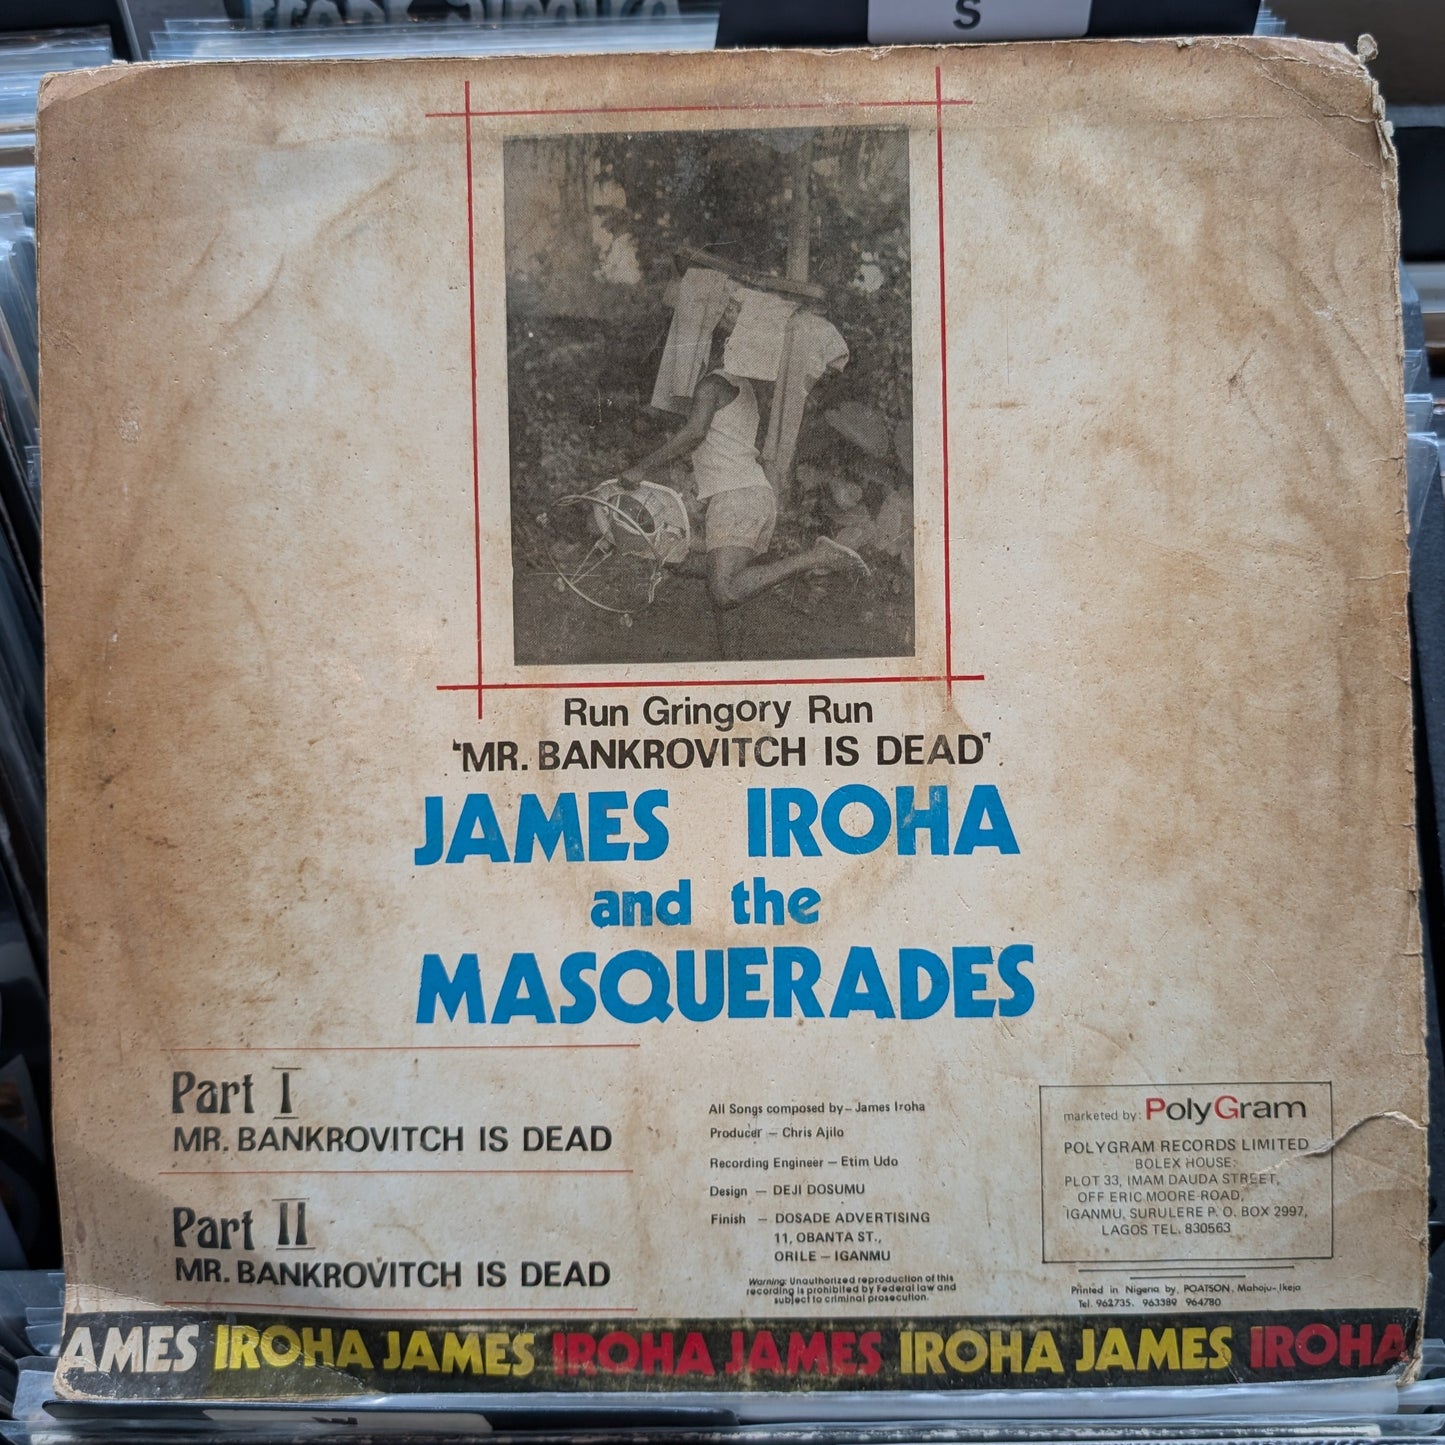 S
Run Gringory Run
'MR. BANKROVITCH IS DEAD'.
JAMES IROHA
and the
MASQUERADES
Part I
MR. BANKROVITCH IS DEAD
Part II
MR. BANKROVITCH IS DEAD
All Songs composed by – James Iroha
Producer – Chris Ajilo
Recording Engineer – Etim Udo
Design – DEJI DOSUMU
Finish – DOSADE ADVERTISING
11, OBANTA ST.,
ORILE – IGANMU
Warning: Unauthorized reproduction of this
recording is prohibited by Federal law and
subject to criminal prosecution.
marketed by: PolyGram
POLYGRAM RECORDS LIMITED
BOLEX HOUSE.
PLOT 33, IMAM DAUDA STREET,
OFF ERIC MOORE ROAD,
IGANMU, SURULERE P. O. BOX 2997,
LAGOS TEL. 830563
Printed in Nigeria by, POATSON, Mahoju-Ikeja
Tel. 962735. 963389 964780
AMES IROHA JAMES IROHA JAMES IROHA JAMES IROHA